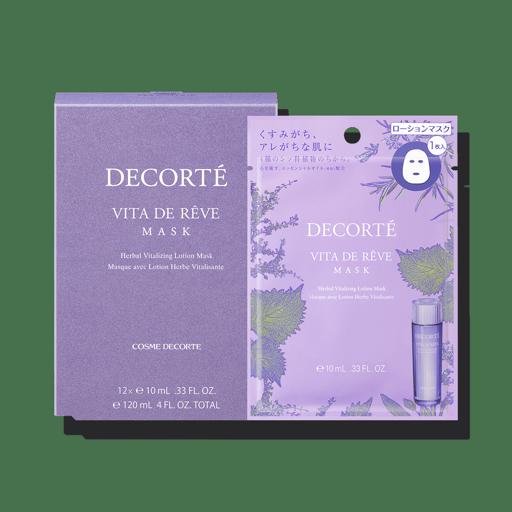 DECORTÉ
VITA DE RÊVE
MASK
Herbal Vitalizing Lotion Mask
Masque avec Lotion Herbe Vitalisante
COSME DECORTE
12× ℮ 10 mL .33 FL. OZ.
℮ 120 mL 4 FL. OZ. TOTAL
くすみがち、
アレがちな肌に
ローションマスク
1枚入
DECORTÉ
VITA DE RÊVE
MASK
Herbal Vitalizing Lotion Mask
Masque avec Lotion Herbe Vitalisante
℮ 10 mL .33 FL. OZ.